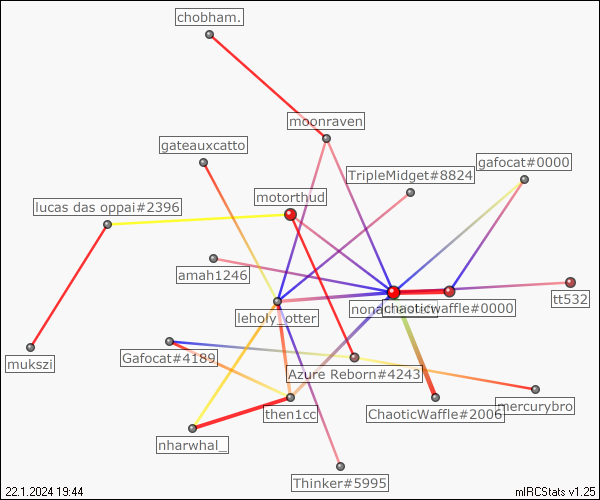 chobham.
moonraven
gateauxcatto
gafocat#0000
TripleMidget#8824
motorthud
lucas das oppai#2396
amah1246
tt532
chaoticwaffle#0000
leholy_otter
Gafocat#4189
mukszi
Azure Reborn#4243
mercurybro
then1cc
ChaoticWaffle#2006
nharwhal_
Thinker#5995
22.1.2024 19:44
mIRCStats v1.25